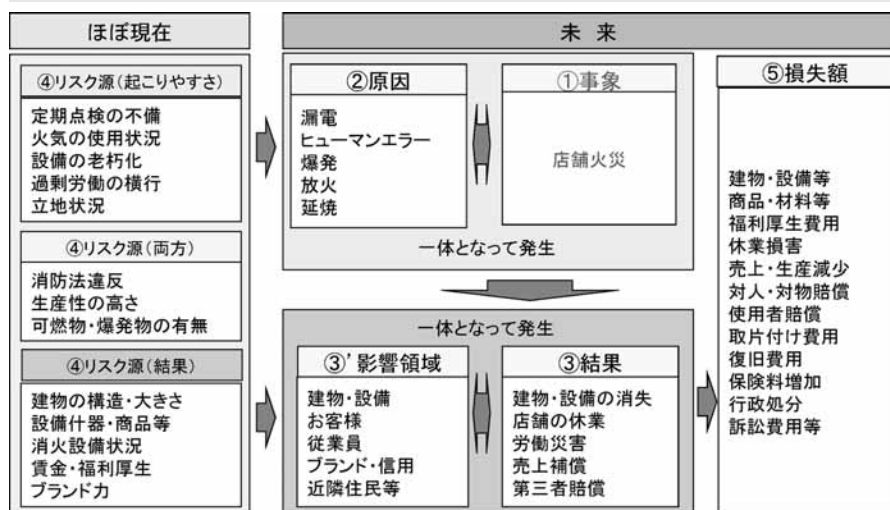 ほぼ現在
未 来
④リスク源(起こりやすさ)
定期点検の不備
火気の使用状況
設備の老朽化
過剰労働の横行
立地状況
④リスク源(両方)
消防法違反
生産性の高さ
可燃物・爆発物の有無
④リスク源(結果)
建物の構造・大きさ
設備什器・商品等
消火設備状況
賃金・福利厚生
ブランド力
②原因
漏電
ヒューマンエラー
爆発
放火
延焼
①事象
店舗火災
一体となって発生
一体となって発生
③'影響領域
建物・設備
お客様
従業員
ブランド・信用
近隣住民等
③結果
建物・設備の消失
店舗の休業
労働災害
売上補償
第三者賠償
⑤損失額
建物・設備等
商品・材料等
福利厚生費用
休業損害
売上・生産減少
対人・対物賠償
使用者賠償
取片付け費用
復旧費用
保険料増加
行政処分
訴訟費用等